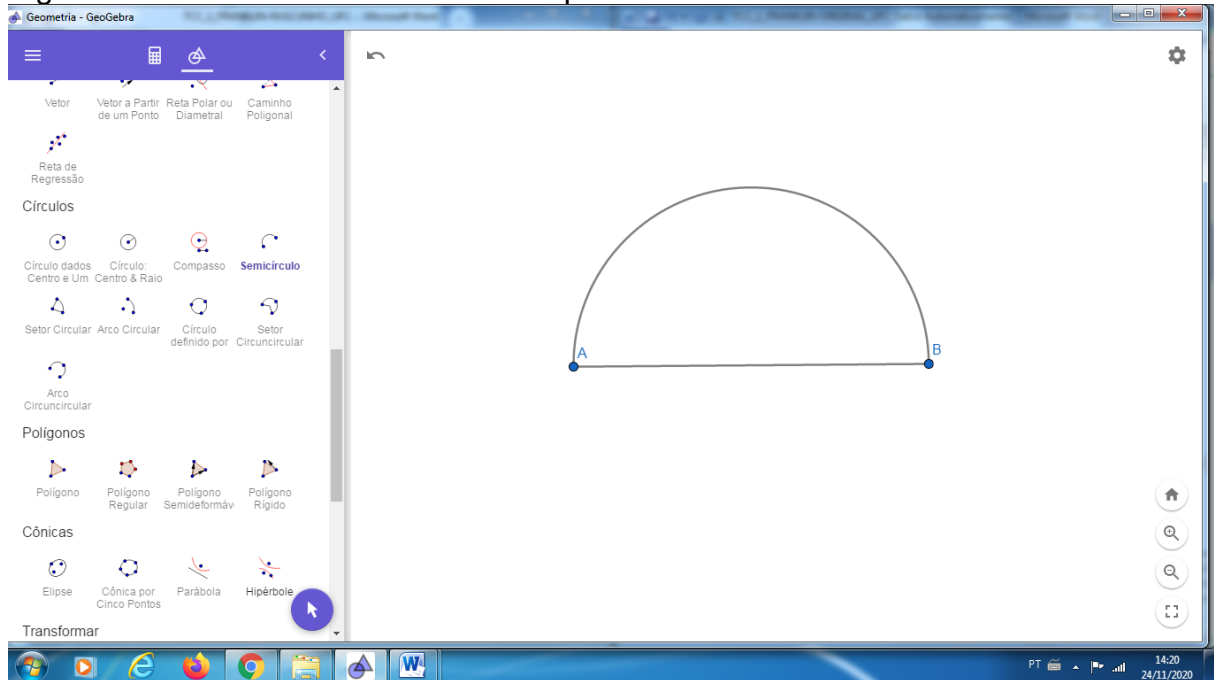 Geometria - GeoGebra
Vetor
Vetor a Partir de um Ponto
Reta Polar ou Diametral
Caminho Poligonal
Reta de Regressão
Círculos
Círculo dados Centro e Um
Círculo: Centro & Raio
Compasso
Semicírculo
Setor Circular
Arco Circular
Círculo definido por
Setor Circuncircular
Arco Circuncircular
Polígonos
Polígono
Polígono Regular
Polígono Semideformáv
Polígono Rígido
Cônicas
Elipse
Cônica por Cinco Pontos
Parábola
Hipérbole
Transformar
A
B
PT
14:20
24/11/2020